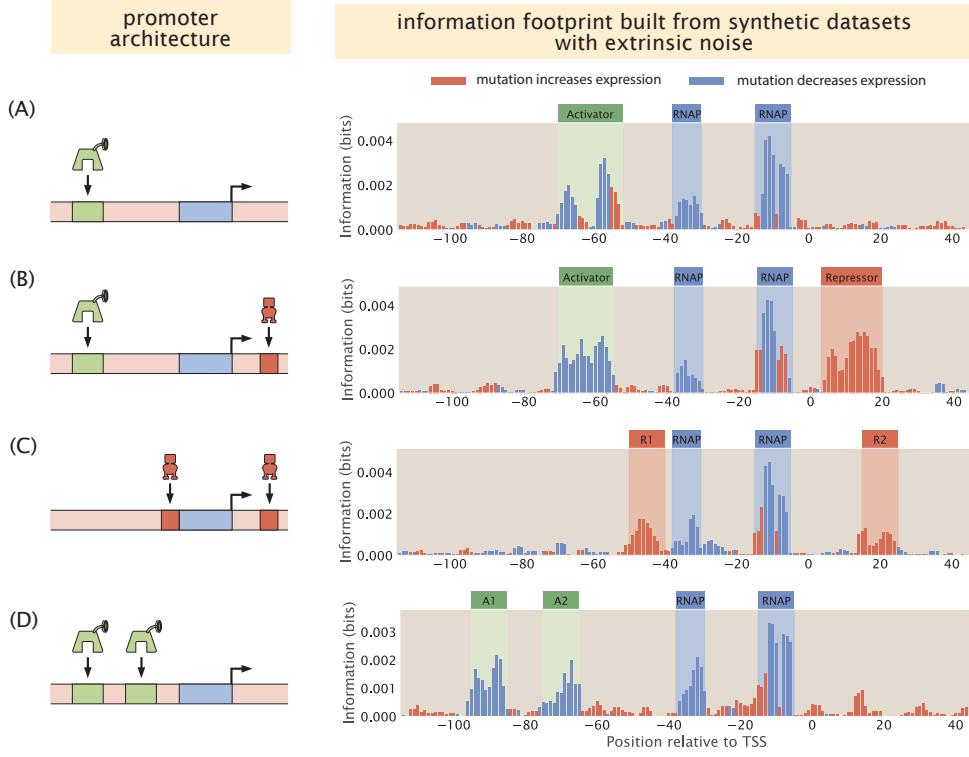 promoter
architecture
information footprint built from synthetic datasets
with extrinsic noise
mutation increases expression
mutation decreases expression
(A)
Activator
RNAP
RNAP
Information (bits)
0.004
0.002
0.000
−100 −80 −60 −40 −20 0 20 40
(B)
Activator
RNAP
RNAP
Repressor
Information (bits)
0.004
0.002
0.000
−100 −80 −60 −40 −20 0 20 40
(C)
R1
RNAP
RNAP
R2
Information (bits)
0.004
0.002
0.000
−100 −80 −60 −40 −20 0 20 40
(D)
A1
A2
RNAP
RNAP
Information (bits)
0.003
0.002
0.001
0.000
−100 −80 −60 −40 −20 0 20 40
Position relative to TSS